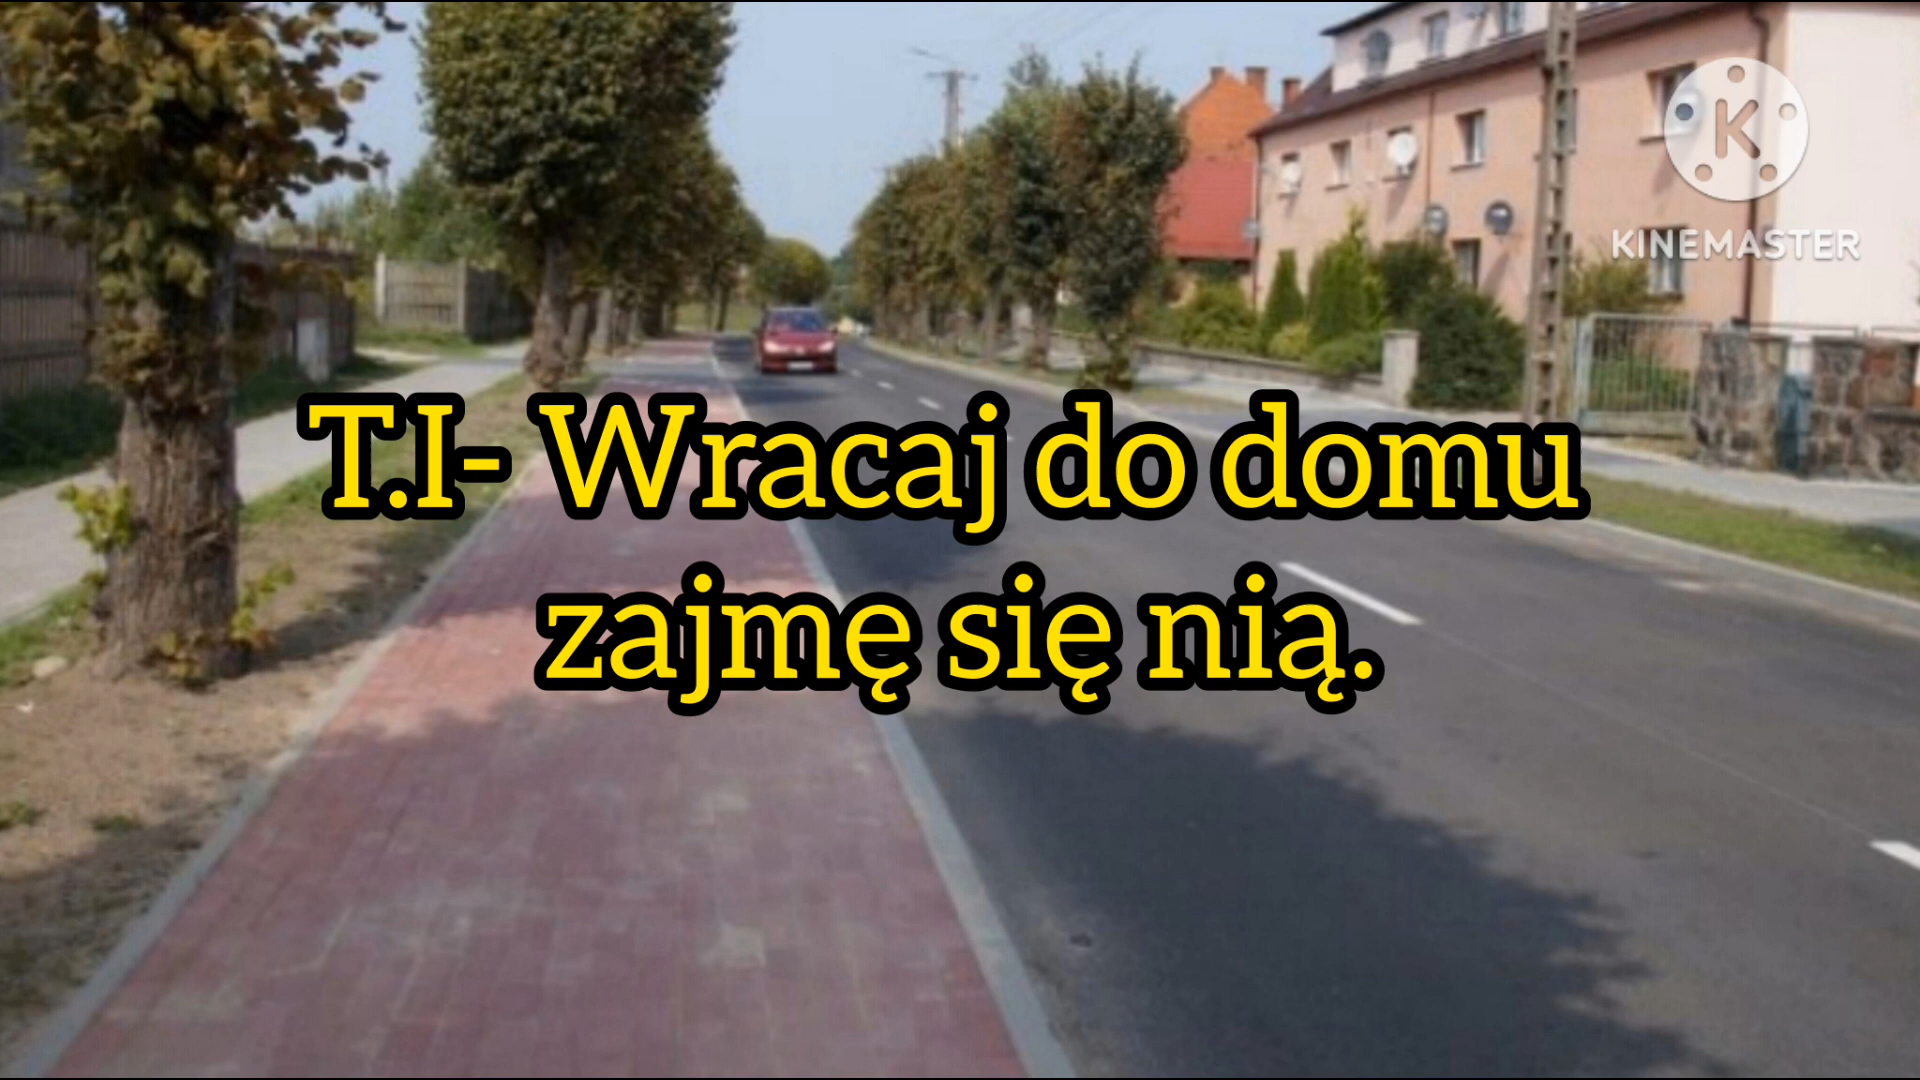 K
KINEMASTER
T.I- Wracaj do domu
zajmę się nią.